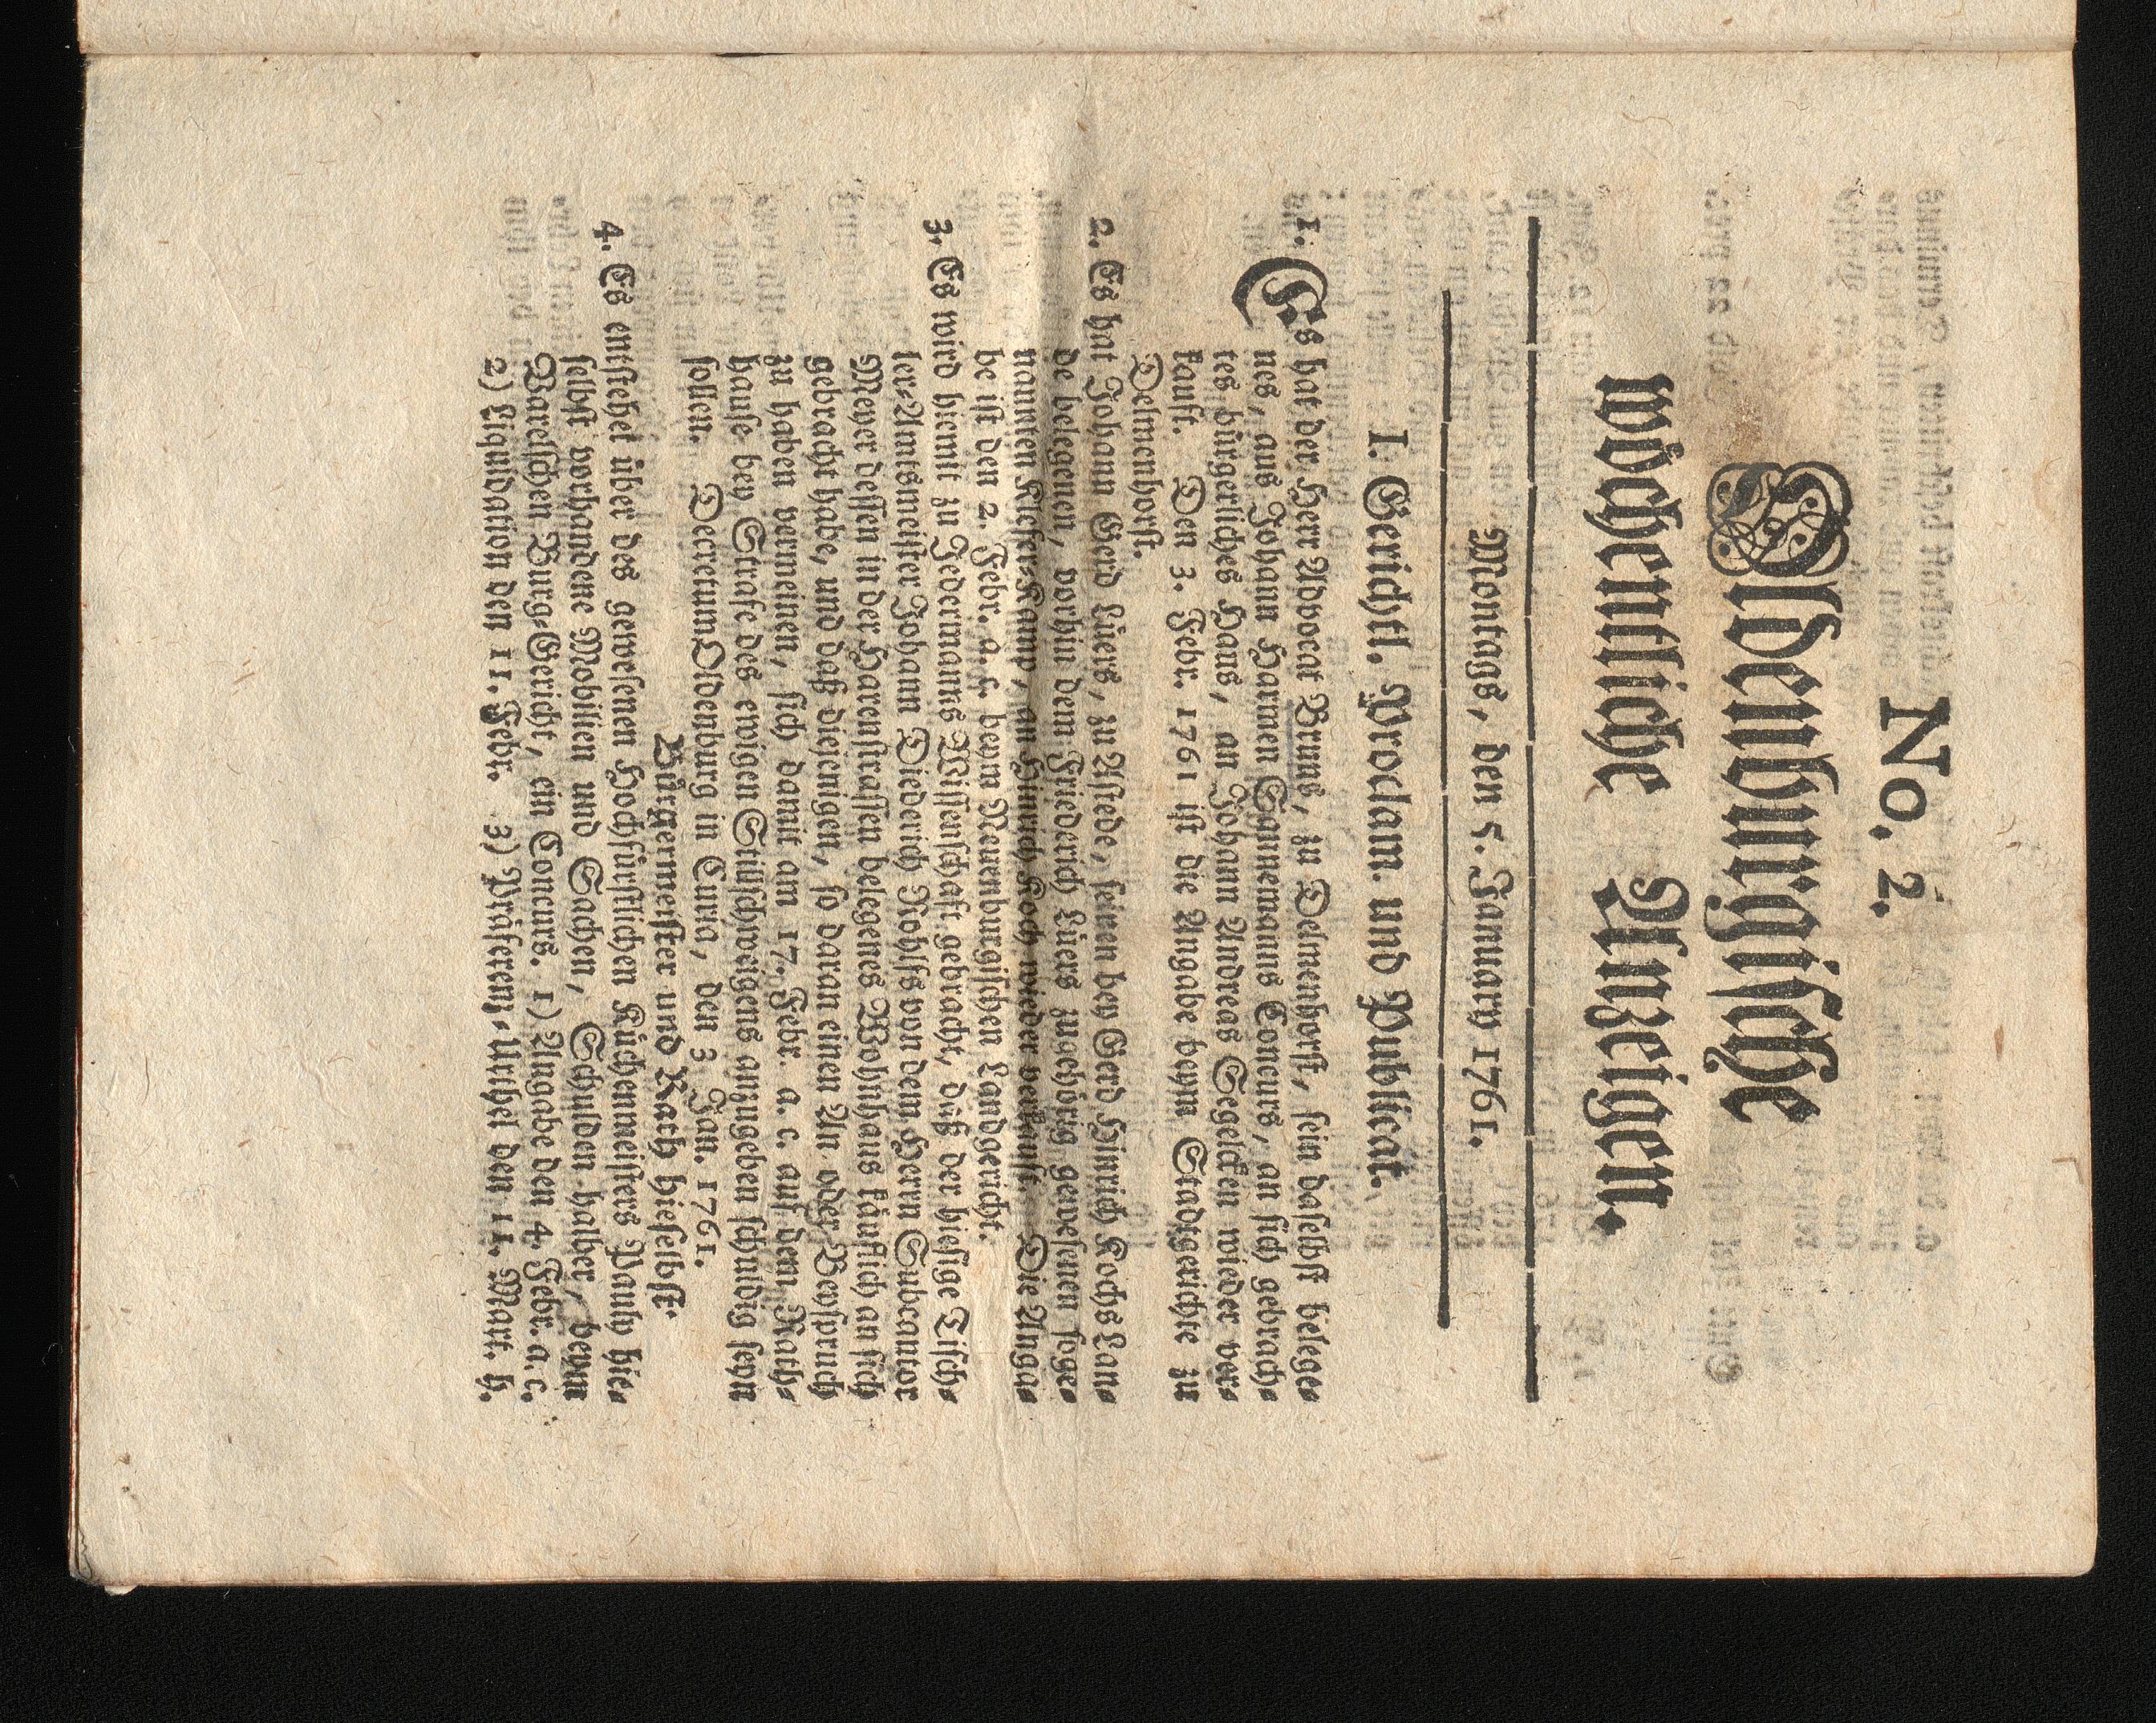 No. 2.
Oldenburgische
wöchentliche Anzeigen.
Montags, den 5. January 1761.
I. Gerichtl. Proclam. und Publicat.
1. Es hat der Herr Advocat Bruns, zu Delmenhorst, sein daselbst belege-
nes, aus Johann Harmen Sannemanns Concurs, an sich gebrach-
tes bürgerliches Haus, an Johann Andreas Segelken wieder ver-
kauft. Den 3. Febr. 1761 ist die Angabe beym Stadtgerichte zu
Delmenhorst.
2. Es hat Johann Gerd Lüers, zu Astede, seinen bey Gerd Hinrich Kochs Lan-
de belegenen, vorhin dem Friederich Lüers zugehörig gewesenen soge-
nannten Kiefer-Kamp, an Hinrich Koch wieder verkauft. Die Anga-
be ist den 2. Febr. a. c. beym Neuenburgischen Landgericht.
3. Es wird hiemit zu Jedermanns Wissenschaft gebracht, daß der hiesige Tisch-
ler-Amtsmeister Johann Diederich Rohlfs von dem Herrn Subcantor
Meyer dessen in der Harenstrassen belegenes Wohnhaus käuflich an sich
gebracht habe, und daß diejenigen, so daran einen An oder Beyspruch
zu haben vermeinen, sich damit am 17. Febr. a. c. auf dem Rath-
hause bey Strafe des ewigen Stillschweigens anzugeben schuldig seyn
sollen. Decretum Oldenburg in Curia, den 3 Jan. 1761.
Bürgermeister und Rath hieselbst.
4. Es entstehet über des gewesenen Hochfürstlichen Küchenmeisters Pauly hie-
selbst vorhandene Mobilien und Sachen, Schulden halber, beym
Varelschen Burg-Gericht, ein Concurs. 1) Angabe den 4. Febr. a. c.
2) Liquidation den 11. Febr. 3) Präferenz-Urthel den 11. Mart. h.